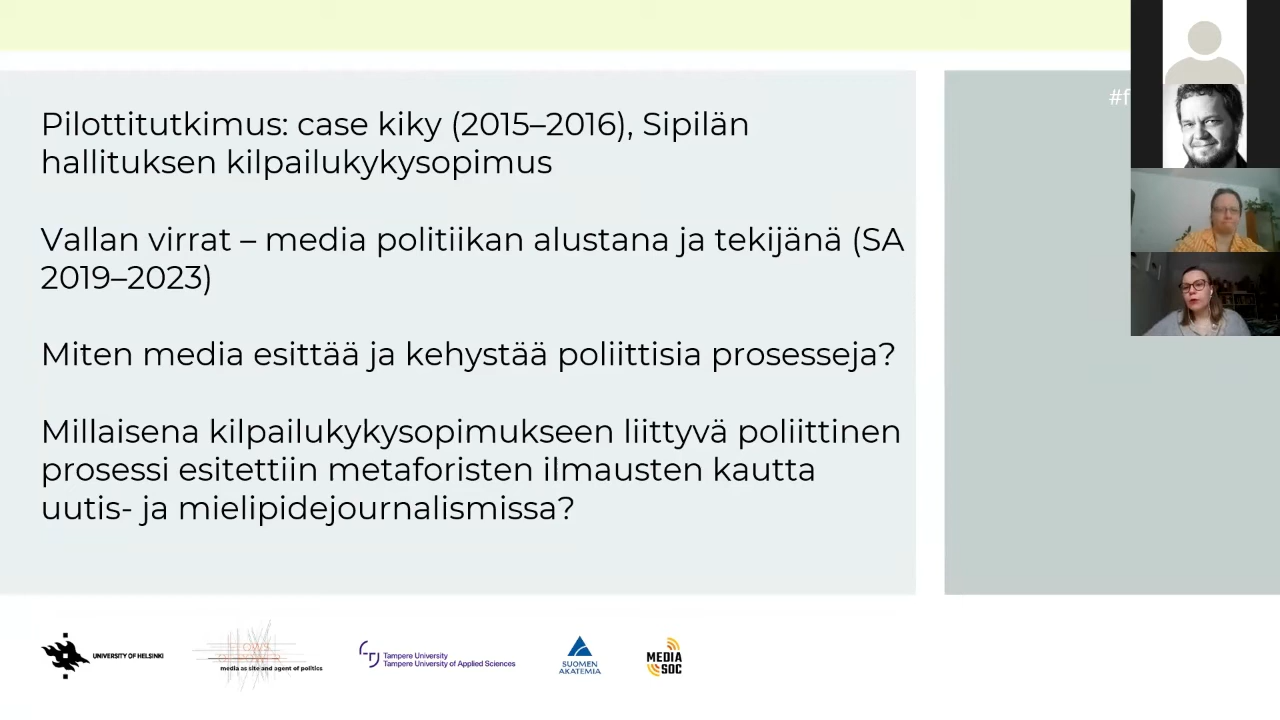 #f
Pilottitutkimus: case kiky (2015–2016), Sipilän
hallituksen kilpailukykysopimus
Vallan virrat – media politiikan alustana ja tekijänä (SA
2019–2023)
Miten media esittää ja kehystää poliittisia prosesseja?
Millaisena kilpailukykysopimukseen liittyvä poliittinen
prosessi esitettiin metaforisten ilmausten kautta
uutis- ja mielipidejournalismissa?
UNIVERSITY OF HELSINKI
FLOWS
OF POWER
media as site and agent of politics
Tampere University
Tampere University of Applied Sciences
SUOMEN
AKATEMIA
MEDIA
SOC